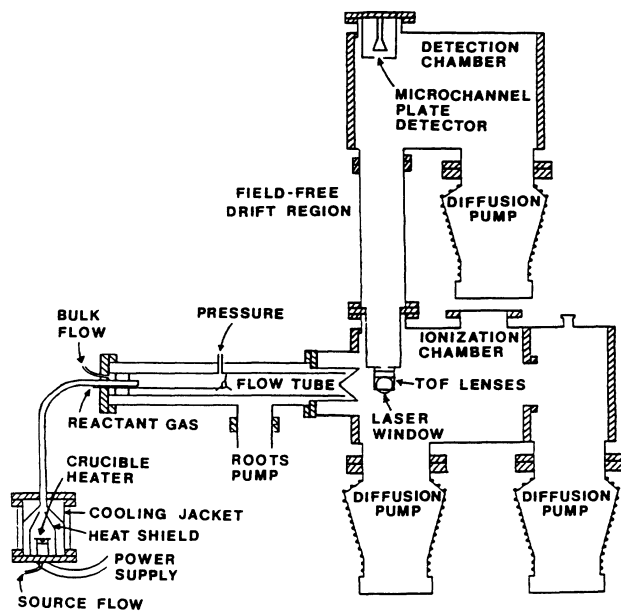 DETECTION
CHAMBER
MICROCHANNEL
PLATE
DETECTOR
FIELD-FREE
DRIFT REGION
DIFFUSION
PUMP
BULK
FLOW
PRESSURE
IONIZATION
CHAMBER
FLOW TUBE
TOF LENSES
REACTANT GAS
LASER
WINDOW
ROOTS
PUMP
CRUCIBLE
HEATER
COOLING JACKET
HEAT SHIELD
POWER
SUPPLY
SOURCE FLOW
DIFFUSION
PUMP
DIFFUSION
PUMP